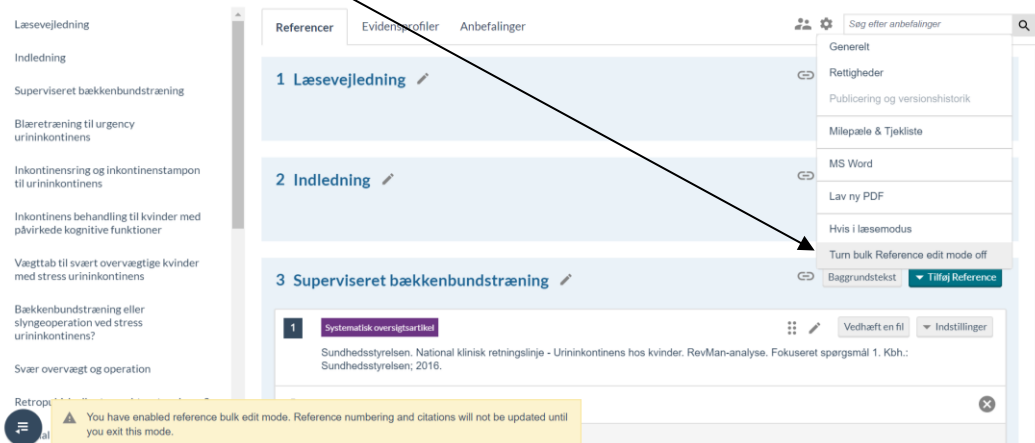 Læsevejledning
Indledning
Superviseret bækkenbundstræning
Blæretræning til urgency
urininkontinens
Inkontinensring og inkontinenstampon
til urininkontinens
Inkontinens behandling til kvinder med
påvirkede kognitive funktioner
Vægttab til svært overvægtige kvinder
med stress urininkontinens
Bækkenbundstræning eller
slyngeoperation ved stress
urininkontinens?
Svær overvægt og operation
Referencer Evidensprofiler Anbefalinger
Søg efter anbefalinger
Generelt
Rettigheder
Publicering og versionshistorik
Milepæle & Tjekliste
MS Word
Lav ny PDF
Hvis i læsemodus
Turn bulk Reference edit mode off
1 Læsevejledning
2 Indledning
3 Superviseret bækkenbundstræning
Baggrundstekst Tilføj Reference
1 Systematisk oversigtsartikel Vedhæft en fil Indstillinger
Sundhedsstyrelsen. National klinisk retningslinje - Urininkontinens hos kvinder. RevMan-analyse. Fokuseret spørgsmål 1. Kbh.:
Sundhedsstyrelsen; 2016.
You have enabled reference bulk edit mode. Reference numbering and citations will not be updated until
you exit this mode.